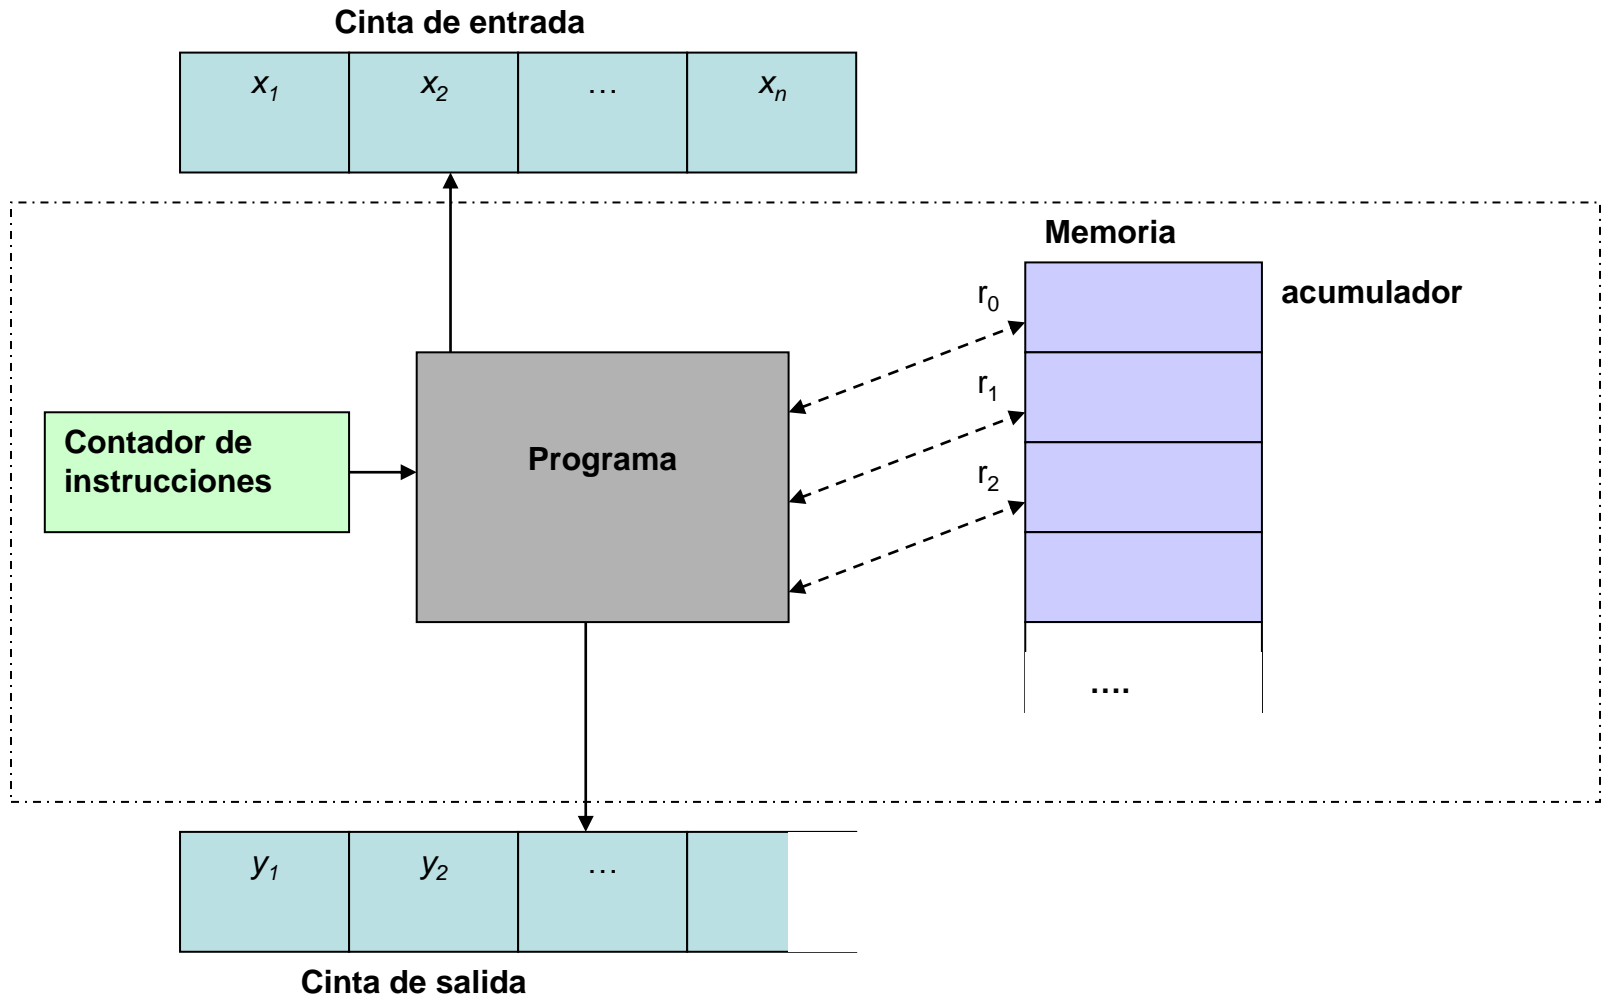 Cinta de entrada
x1 x2 … xn
Memoria
r0 acumulador
r1
Contador de
instrucciones
Programa
r2
....
y1 y2 …
Cinta de salida